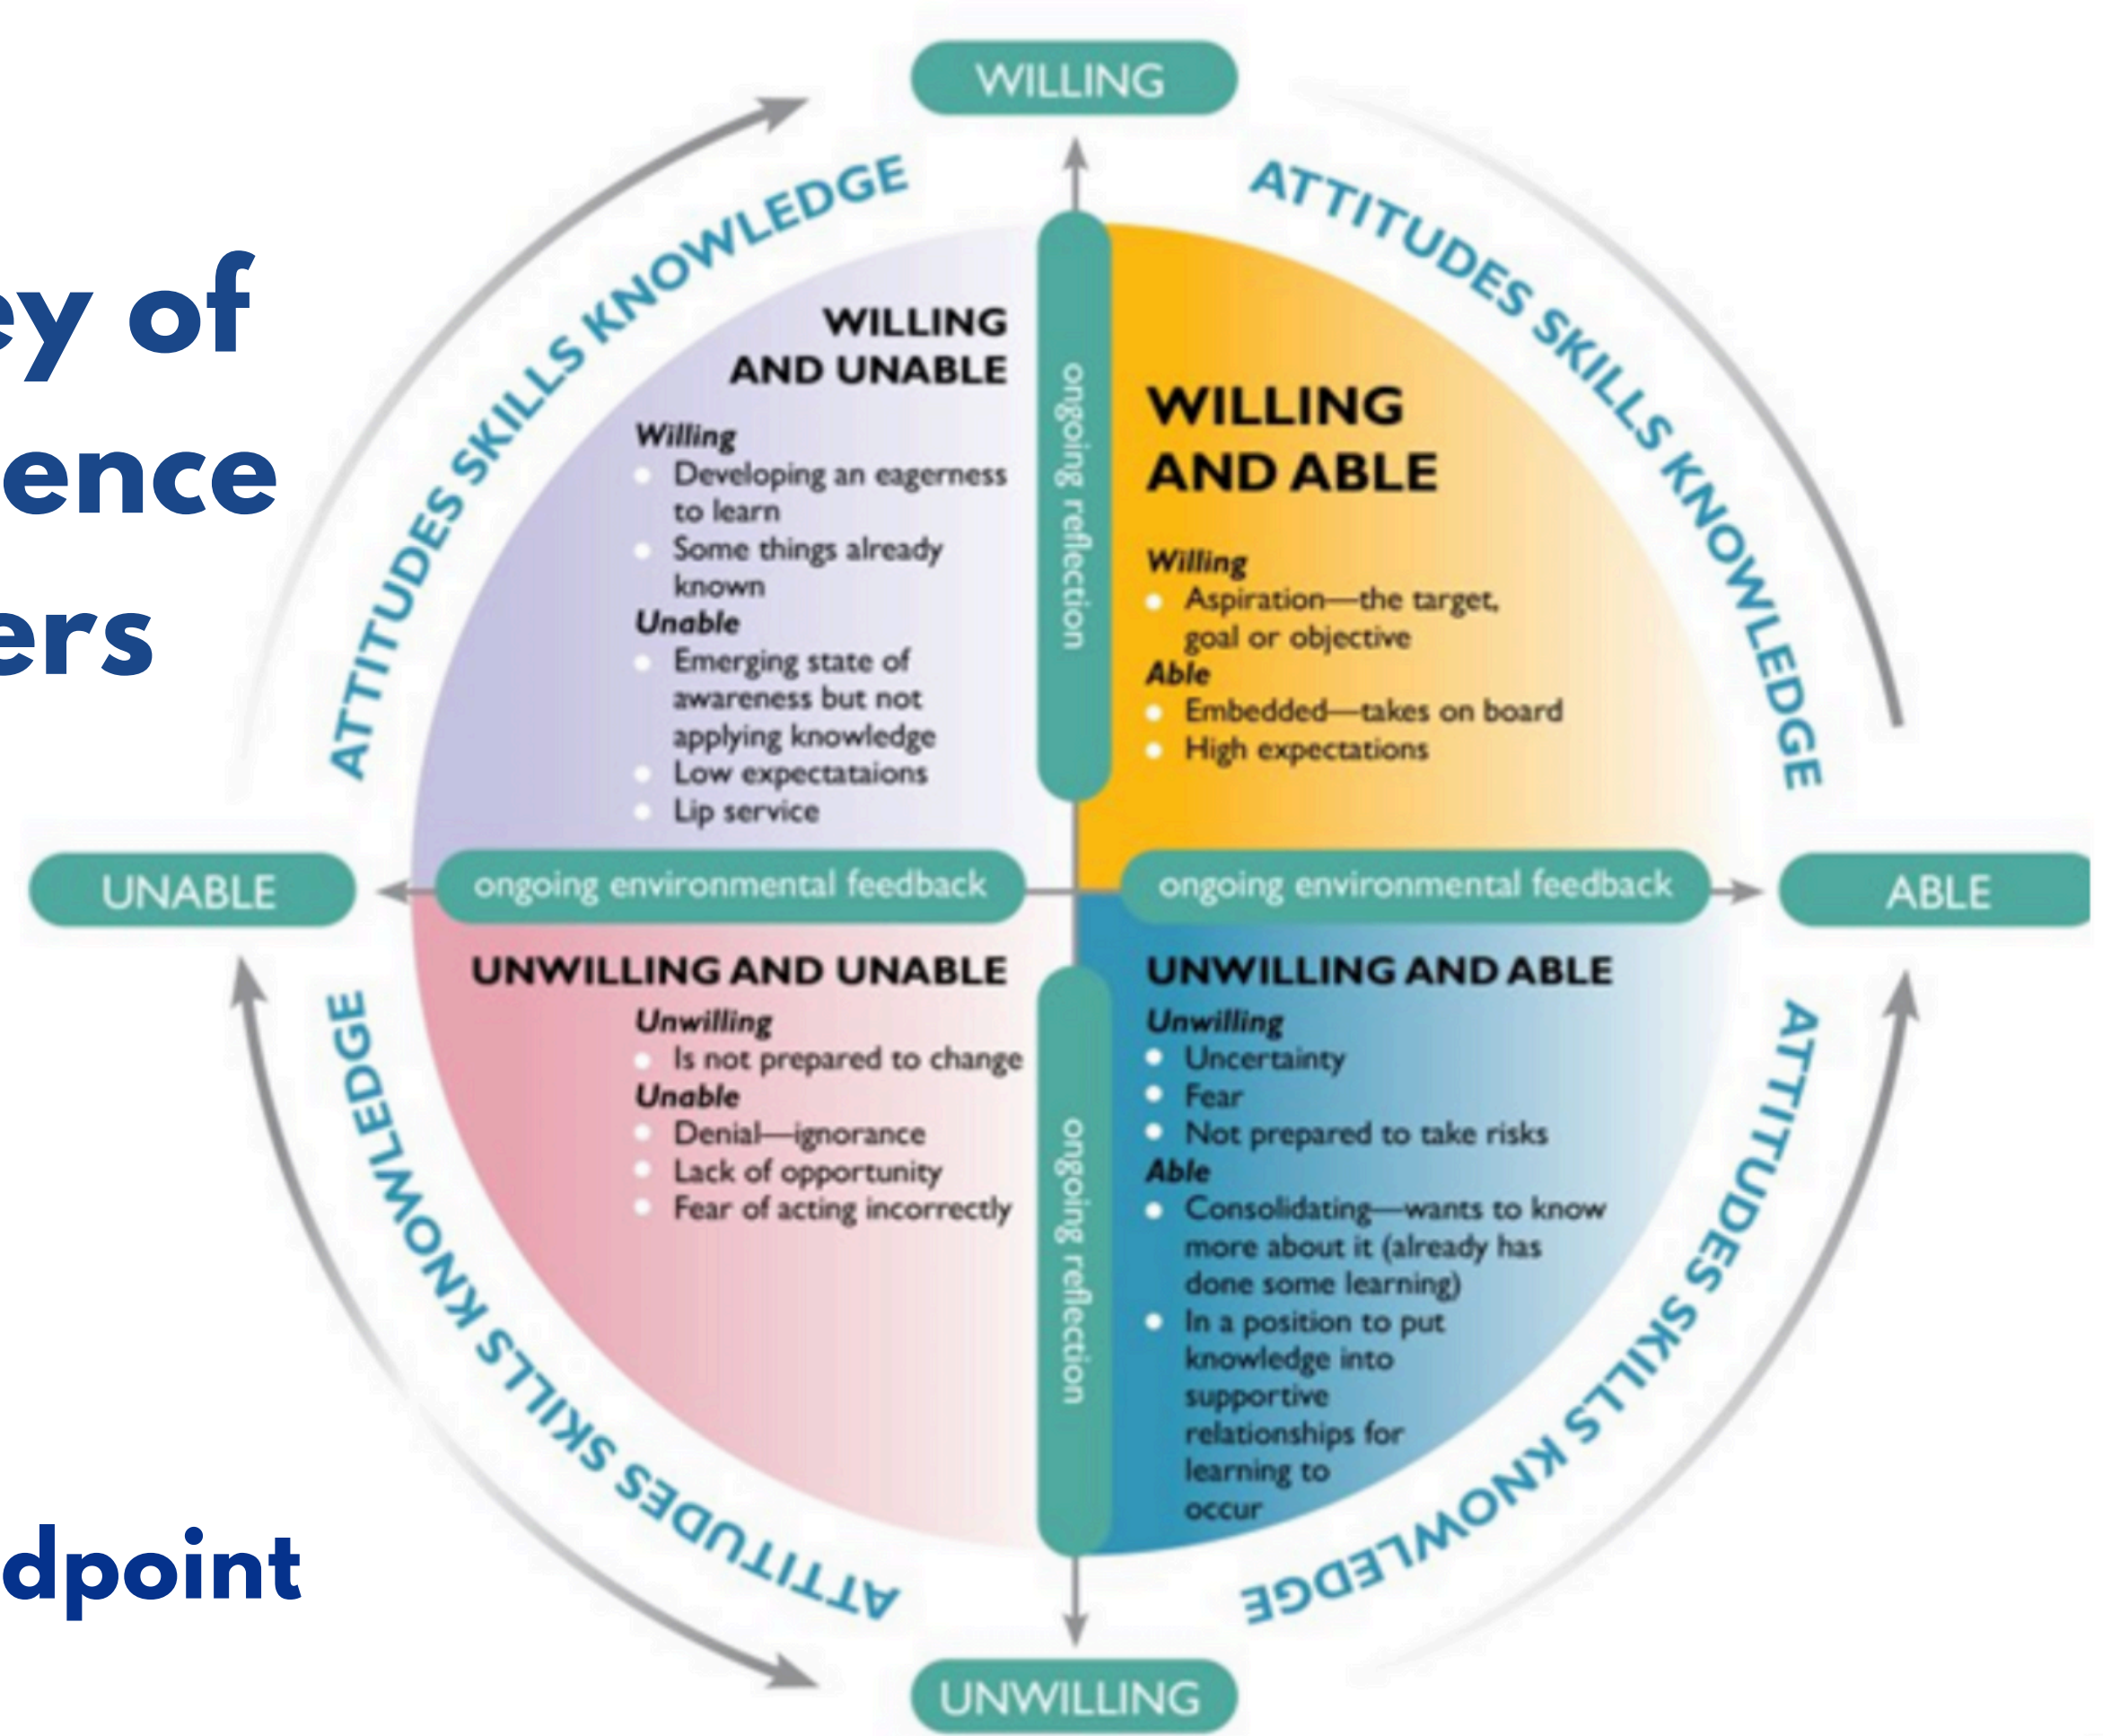 ey of
ence
ers
dpoint
WILLING
ATTITUDES SKILLS KNOWLEDGE
ATTITUDES SKILLS KNOWLEDGE
WILLING
AND UNABLE
Willing
Developing an eagerness
to learn
Some things already
known
Unable
Emerging state of
awareness but not
applying knowledge
Low expectataions
Lip service
ongoing reflection
WILLING
AND ABLE
Willing
Aspiration—the target,
goal or objective
Able
Embedded—takes on board
High expectations
UNABLE
ongoing environmental feedback
ongoing environmental feedback
ABLE
UNWILLING AND UNABLE
Unwilling
Is not prepared to change
Unable
Denial—ignorance
Lack of opportunity
Fear of acting incorrectly
ongoing reflection
UNWILLING AND ABLE
Unwilling
Uncertainty
Fear
Not prepared to take risks
Able
Consolidating—wants to know
more about it (already has
done some learning)
In a position to put
knowledge into
supportive
relationships for
learning to
occur
ATTITUDES SKILLS KNOWLEDGE
ATTITUDES SKILLS KNOWLEDGE
UNWILLING